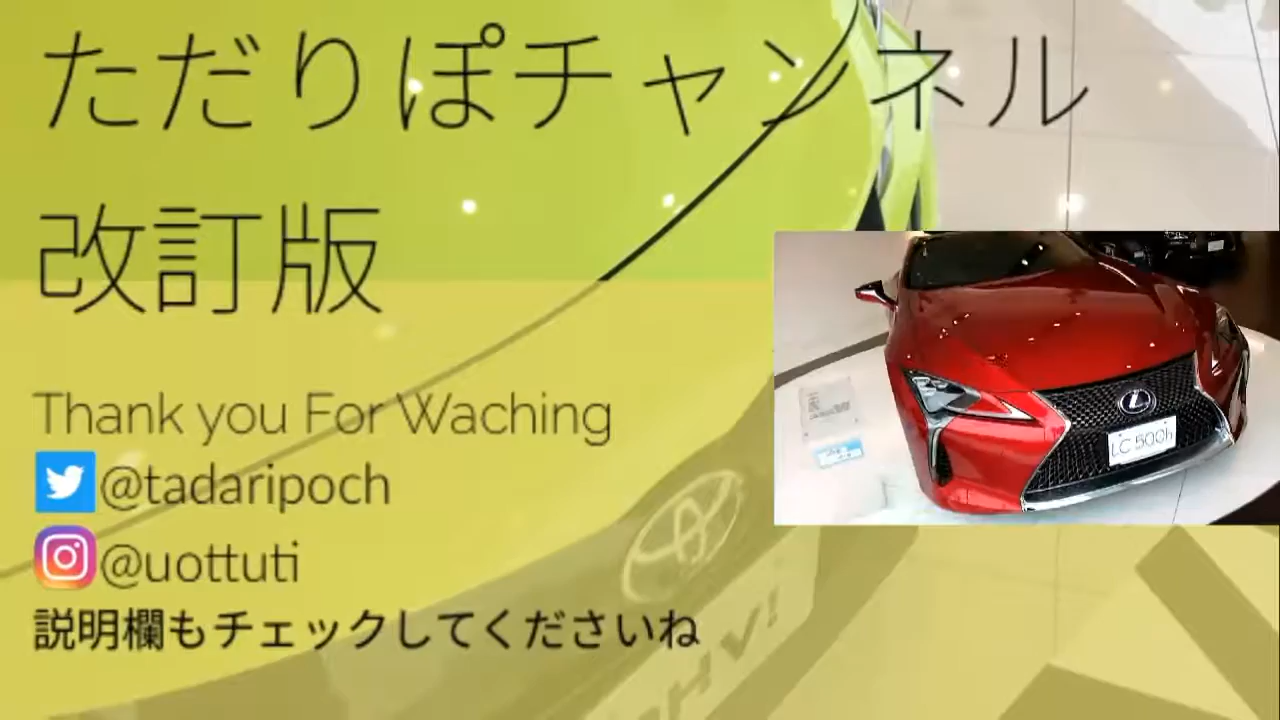 ただりぽチャンネル
改訂版
Thank you For Waching
@tadaripoch
@uottuti
説明欄もチェックしてくださいね
LC 500h
PHV!